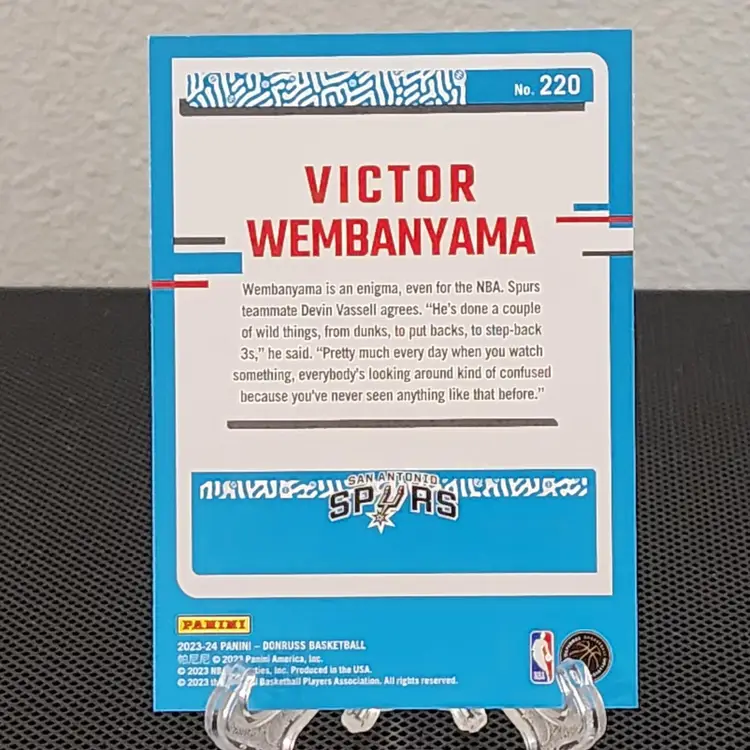 No. 220
VICTOR
WEMBANYAMA
Wembanyama is an enigma, even for the NBA. Spurs
teammate Devin Vassell agrees. “He’s done a couple
of wild things, from dunks, to put backs, to step-back
3s,” he said. “Pretty much every day when you watch
something, everybody’s looking around kind of confused
because you’ve never seen anything like that before.”
SAN ANTONIO
SPURS
PANINI
2023-24 PANINI – DONRUSS BASKETBALL
帕尼尼 © 2023 Panini America, Inc.
© 2023 Inc. Produced in the USA.
© 2023 Basketball Players Association. All rights reserved.
NBA